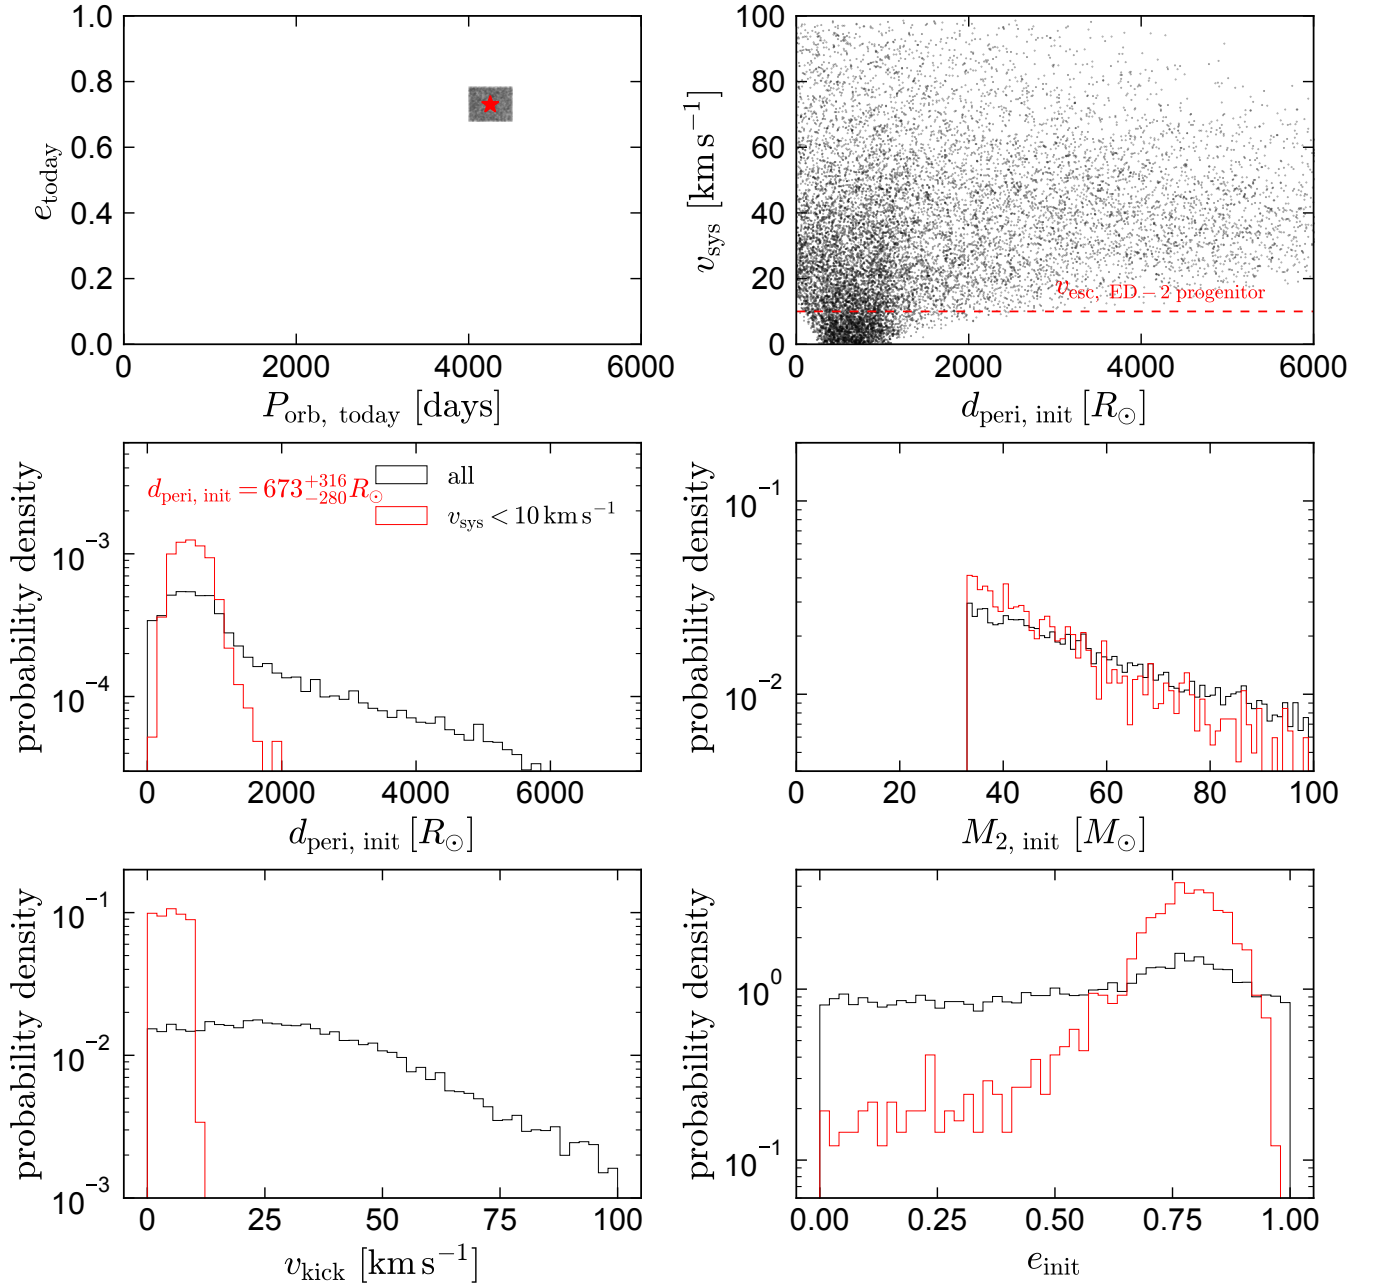 1.0
0.8
0.6
0.4
0.2
0.0
e_today
0 2000 4000 6000
P_orb, today [days]
100
80
60
40
20
0
v_sys [km s⁻¹]
v_esc, ED−2 progenitor
0 2000 4000 6000
d_peri, init [R_⊙]
probability density
10⁻³
10⁻⁴
d_peri, init = 673⁺³¹⁶₋₂₈₀ R_⊙
all
v_sys < 10 km s⁻¹
0 2000 4000 6000
d_peri, init [R_⊙]
probability density
10⁻¹
10⁻²
0 20 40 60 80 100
M_2, init [M_⊙]
probability density
10⁻¹
10⁻²
10⁻³
0 25 50 75 100
v_kick [km s⁻¹]
probability density
10⁰
10⁻¹
0.00 0.25 0.50 0.75 1.00
e_init